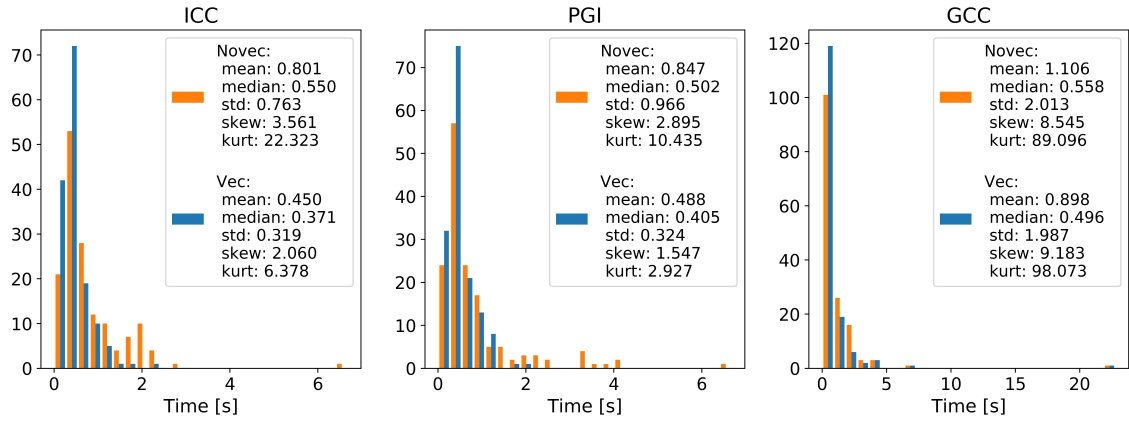 ICC
70
60
50
40
30
20
10
0
0
2
4
6
Time [s]
Novec:
mean: 0.801
median: 0.550
std: 0.763
skew: 3.561
kurt: 22.323
Vec:
mean: 0.450
median: 0.371
std: 0.319
skew: 2.060
kurt: 6.378
PGI
70
60
50
40
30
20
10
0
0
2
4
6
Time [s]
Novec:
mean: 0.847
median: 0.502
std: 0.966
skew: 2.895
kurt: 10.435
Vec:
mean: 0.488
median: 0.405
std: 0.324
skew: 1.547
kurt: 2.927
GCC
120
100
80
60
40
20
0
0
5
10
15
20
Time [s]
Novec:
mean: 1.106
median: 0.558
std: 2.013
skew: 8.545
kurt: 89.096
Vec:
mean: 0.898
median: 0.496
std: 1.987
skew: 9.183
kurt: 98.073